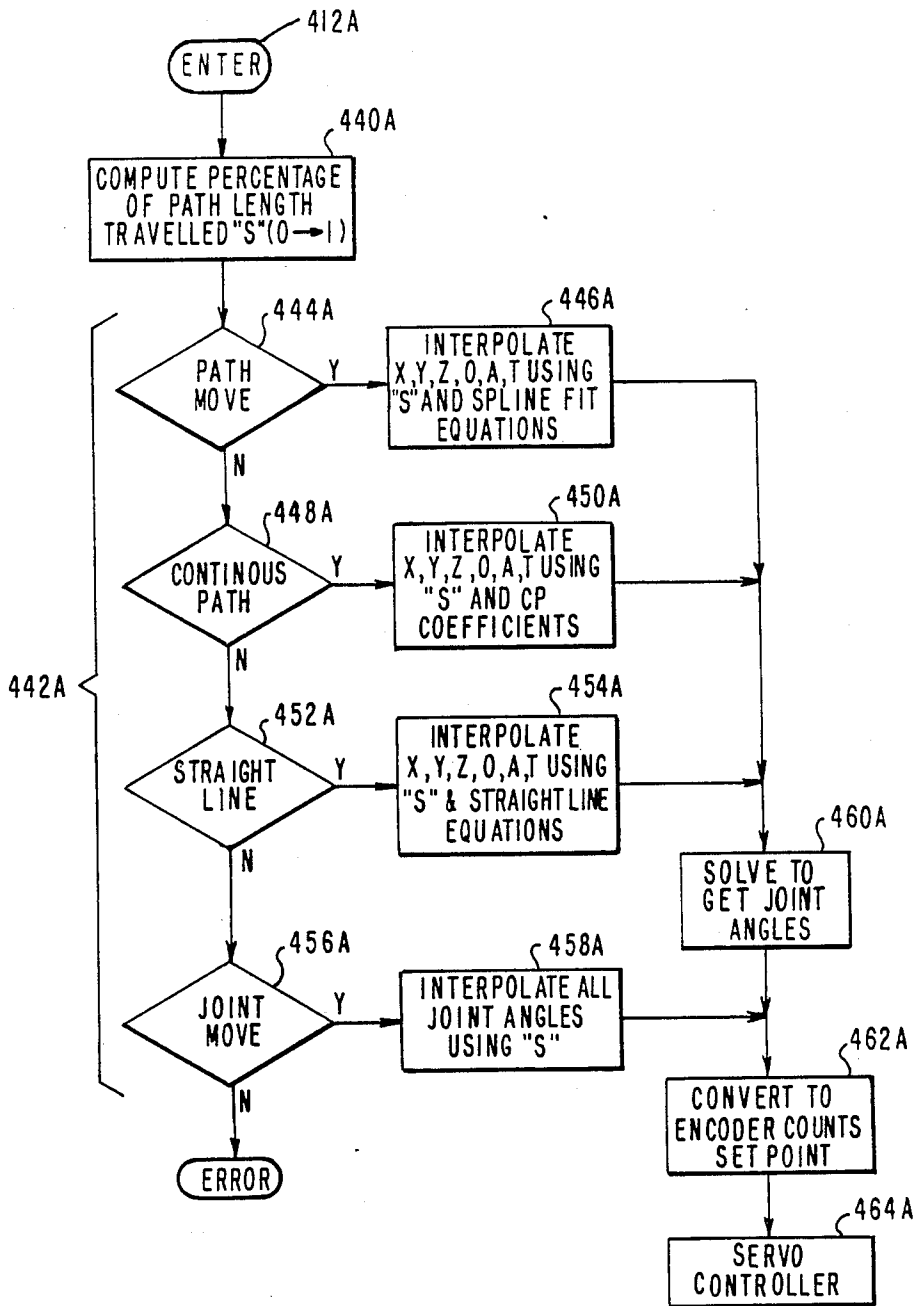 412A
ENTER
440A
COMPUTE PERCENTAGE
OF PATH LENGTH
TRAVELLED "S"(0→1)
444A
PATH
MOVE
Y
N
446A
INTERPOLATE
X,Y,Z,O,A,T USING
"S" AND SPLINE FIT
EQUATIONS
448A
CONTINOUS
PATH
Y
N
450A
INTERPOLATE
X,Y,Z,O,A,T USING
"S" AND CP
COEFFICIENTS
442A
452A
STRAIGHT
LINE
Y
N
454A
INTERPOLATE
X,Y,Z,O,A,T USING
"S" & STRAIGHT LINE
EQUATIONS
460A
SOLVE TO
GET JOINT
ANGLES
456A
JOINT
MOVE
Y
N
458A
INTERPOLATE ALL
JOINT ANGLES
USING "S"
462A
CONVERT TO
ENCODER COUNTS
SET POINT
ERROR
464A
SERVO
CONTROLLER